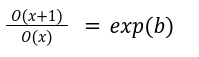 O(x+1)
O(x) = exp(b)